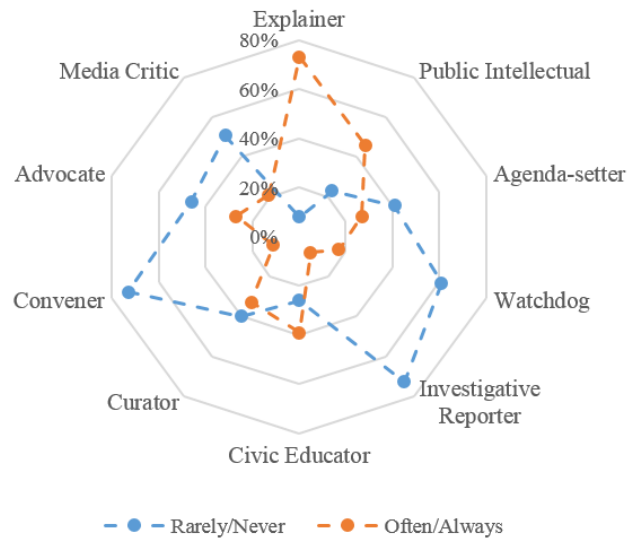 Explainer
80%
Media Critic
Public Intellectual
60%
40%
Advocate
Agenda-setter
20%
0%
Convener
Watchdog
Curator
Investigative
Reporter
Civic Educator
Rarely/Never
Often/Always